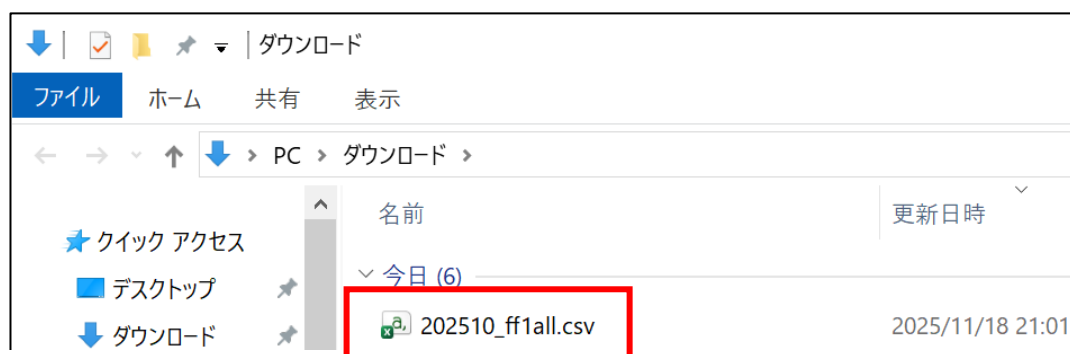 ダウンロード
ファイル ホーム 共有 表示
PC ダウンロード
名前 更新日時
クイック アクセス
今日 (6)
デスクトップ
202510_ff1all.csv 2025/11/18 21:01
ダウンロード